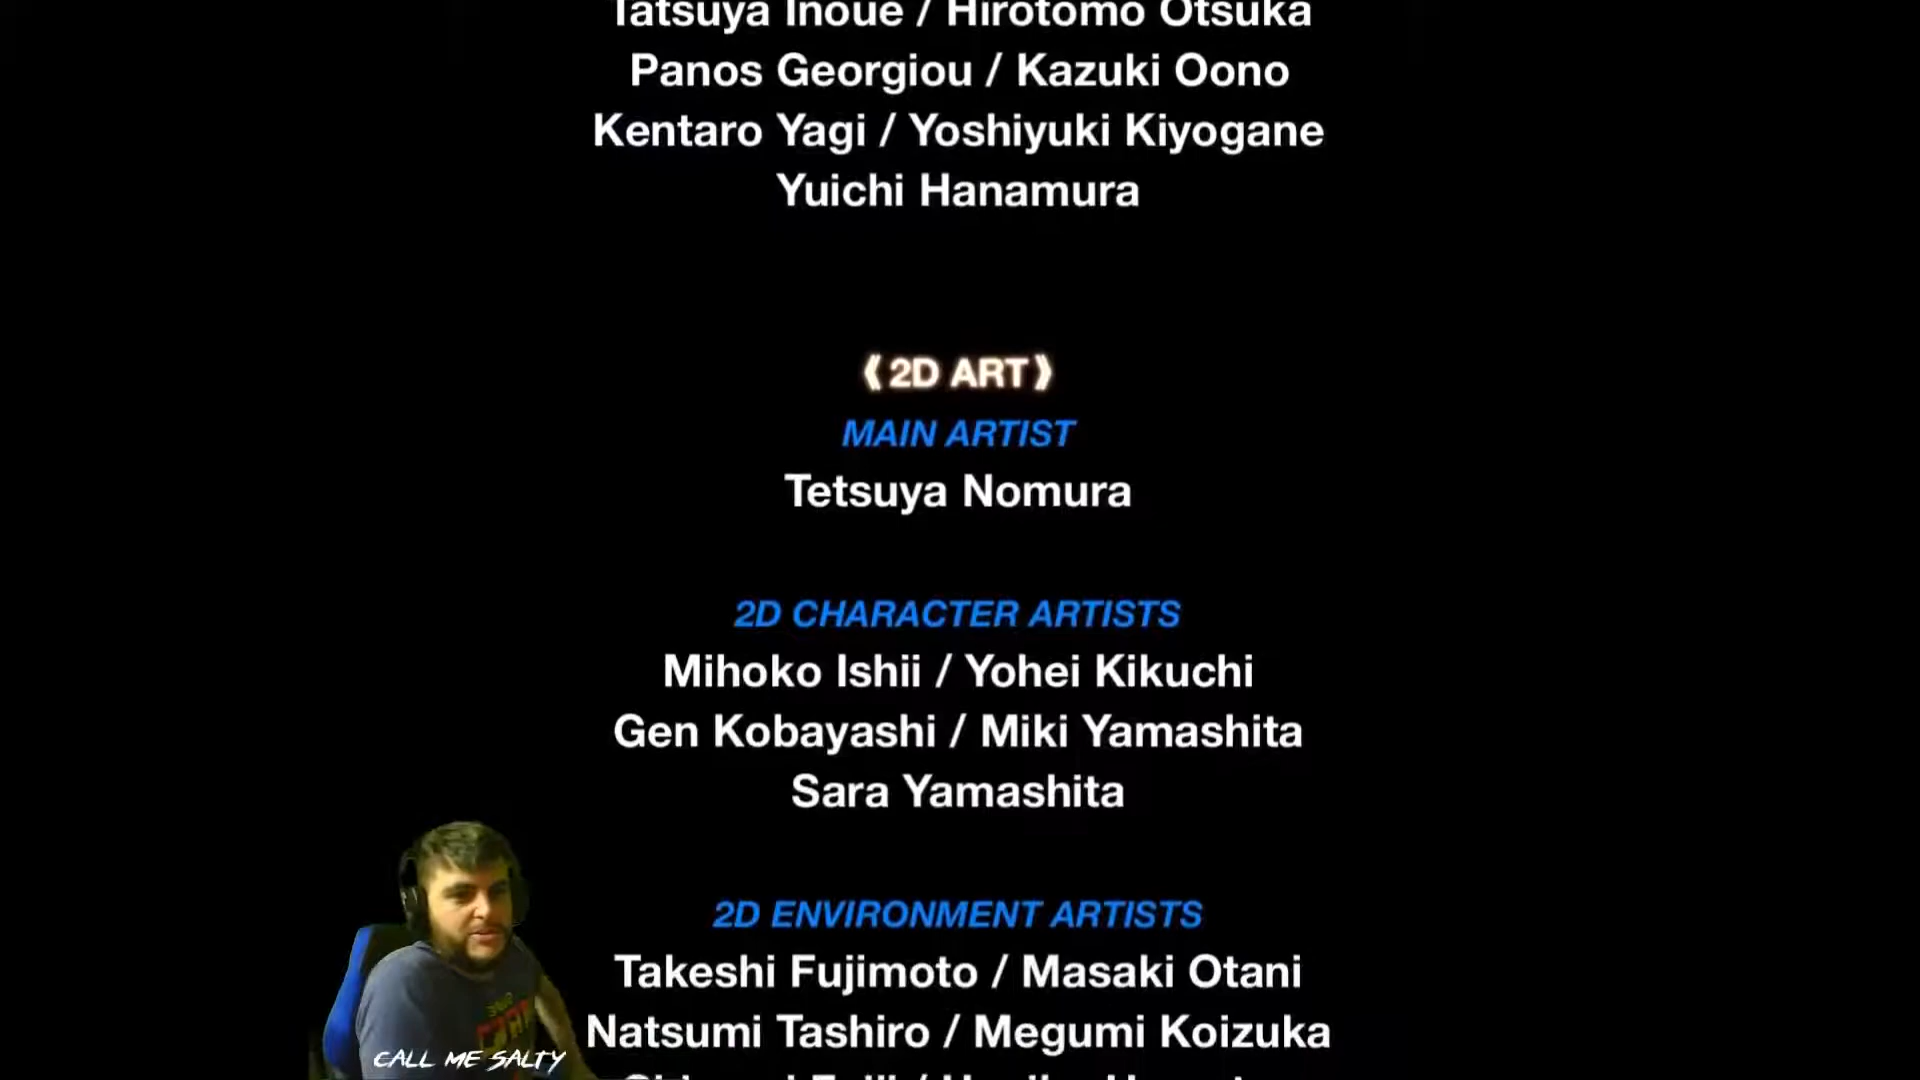 Tatsuya Inoue / Hirotomo Otsuka
Panos Georgiou / Kazuki Oono
Kentaro Yagi / Yoshiyuki Kiyogane
Yuichi Hanamura
《2D ART》
MAIN ARTIST
Tetsuya Nomura
2D CHARACTER ARTISTS
Mihoko Ishii / Yohei Kikuchi
Gen Kobayashi / Miki Yamashita
Sara Yamashita
2D ENVIRONMENT ARTISTS
Takeshi Fujimoto / Masaki Otani
Natsumi Tashiro / Megumi Koizuka
CALL ME SALTY